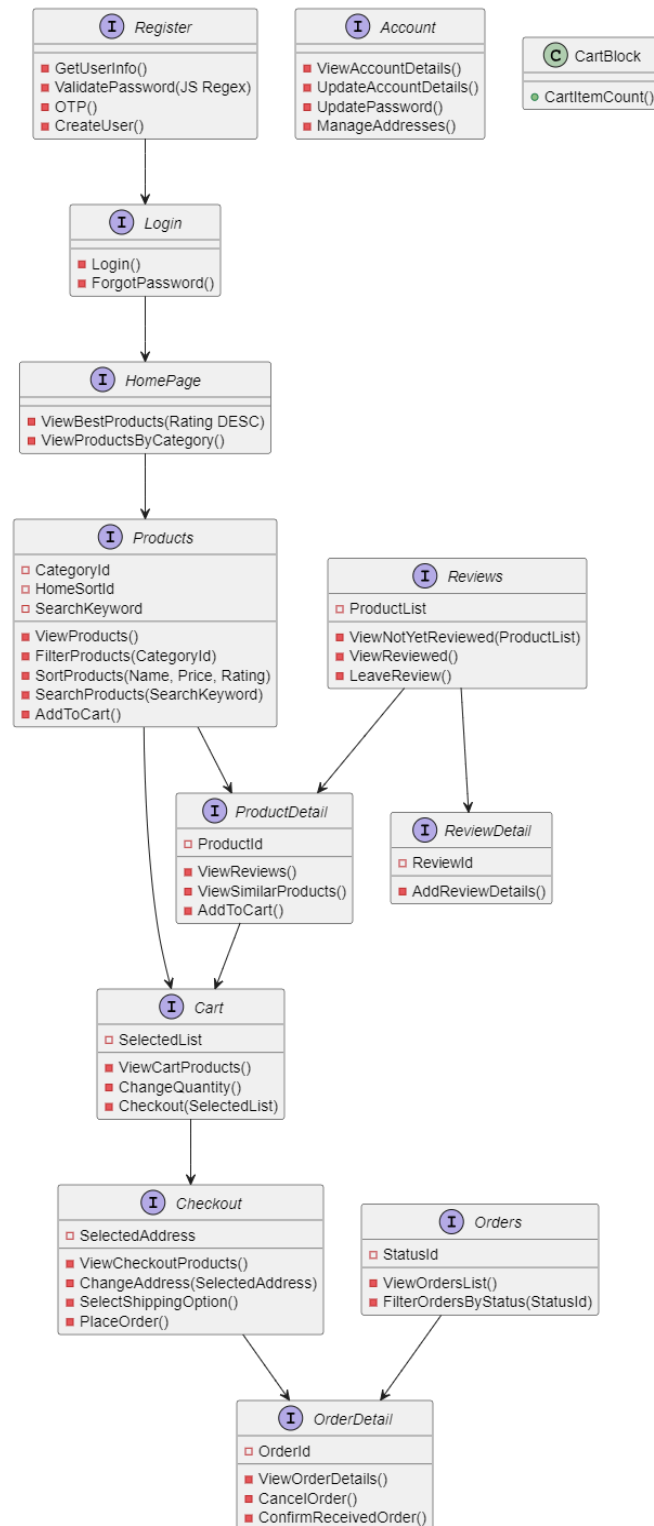 I Register
GetUserInfo()
ValidatePassword(JS Regex)
OTP()
CreateUser()
I Account
ViewAccountDetails()
UpdateAccountDetails()
UpdatePassword()
ManageAddresses()
C CartBlock
CartItemCount()
I Login
Login()
ForgotPassword()
I HomePage
ViewBestProducts(Rating DESC)
ViewProductsByCategory()
I Products
CategoryId
HomeSortId
SearchKeyword
ViewProducts()
FilterProducts(CategoryId)
SortProducts(Name, Price, Rating)
SearchProducts(SearchKeyword)
AddToCart()
I Reviews
ProductList
ViewNotYetReviewed(ProductList)
ViewReviewed()
LeaveReview()
I ProductDetail
ProductId
ViewReviews()
ViewSimilarProducts()
AddToCart()
I ReviewDetail
ReviewId
AddReviewDetails()
I Cart
SelectedList
ViewCartProducts()
ChangeQuantity()
Checkout(SelectedList)
I Checkout
SelectedAddress
ViewCheckoutProducts()
ChangeAddress(SelectedAddress)
SelectShippingOption()
PlaceOrder()
I Orders
StatusId
ViewOrdersList()
FilterOrdersByStatus(StatusId)
I OrderDetail
OrderId
ViewOrderDetails()
CancelOrder()
ConfirmReceivedOrder()